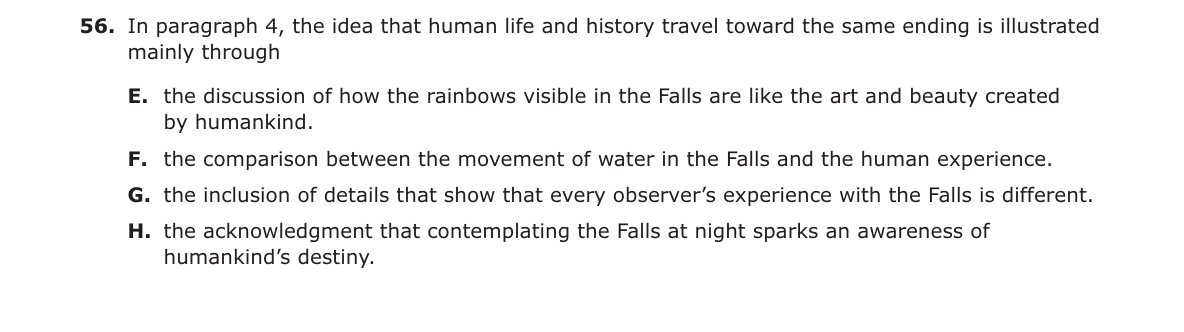 56. In paragraph 4, the idea that human life and history travel toward the same ending is illustrated
mainly through
E. the discussion of how the rainbows visible in the Falls are like the art and beauty created
by humankind.
F. the comparison between the movement of water in the Falls and the human experience.
G. the inclusion of details that show that every observer’s experience with the Falls is different.
H. the acknowledgment that contemplating the Falls at night sparks an awareness of
humankind’s destiny.